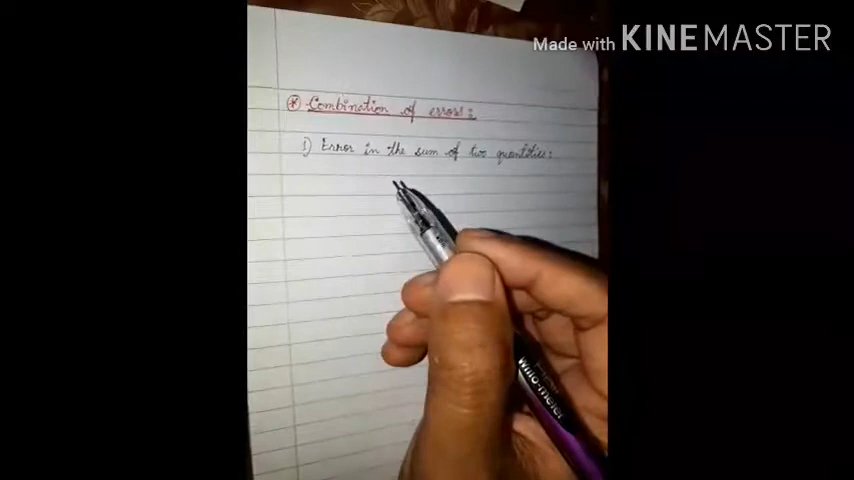 Made with KINEMASTER
* Combination of errors :
1) Error in the sum of two quantities :